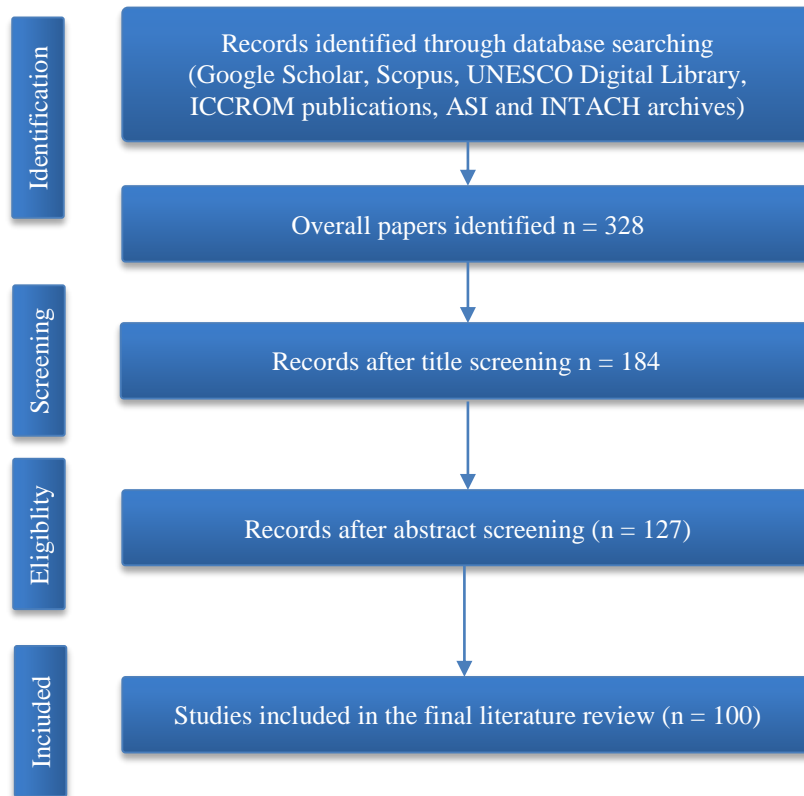 Identification
Records identified through database searching
(Google Scholar, Scopus, UNESCO Digital Library,
ICCROM publications, ASI and INTACH archives)
Overall papers identified n = 328
Screening
Records after title screening n = 184
Eligiblity
Records after abstract screening (n = 127)
Inciuded
Studies included in the final literature review (n = 100)